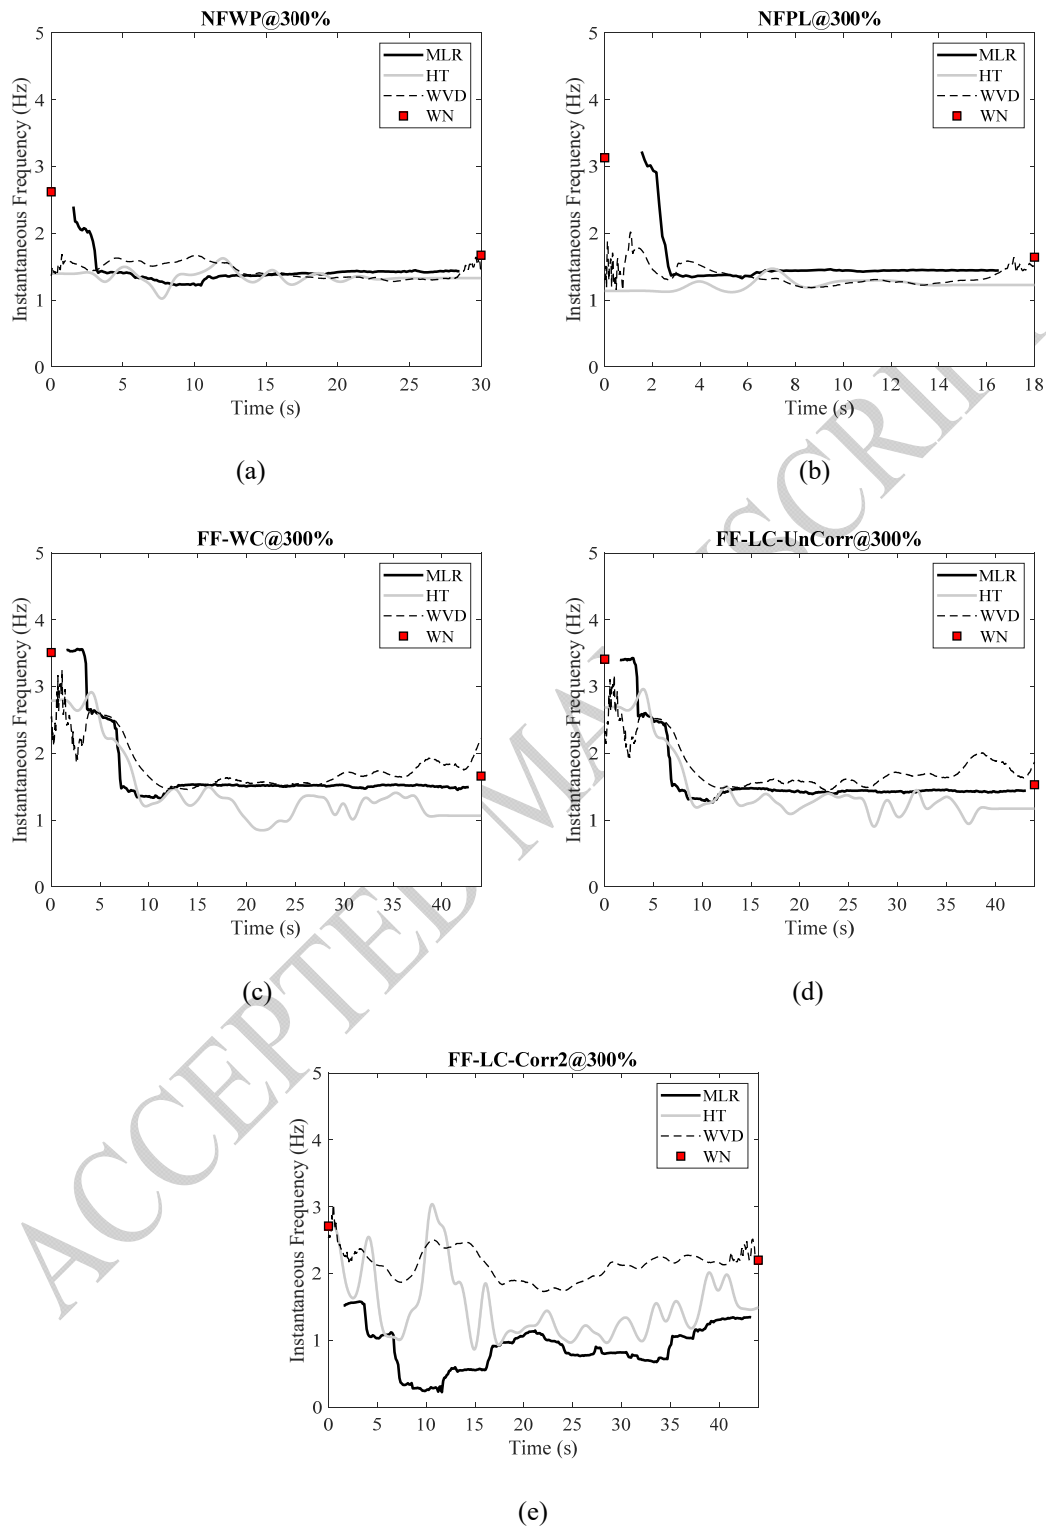 NFWP@300%
5
4
3
2
1
0
Instantaneous Frequency (Hz)
MLR
HT
WVD
WN
0 5 10 15 20 25 30
Time (s)
(a)
NFPL@300%
5
4
3
2
1
0
Instantaneous Frequency (Hz)
MLR
HT
WVD
WN
0 2 4 6 8 10 12 14 16 18
Time (s)
(b)
FF-WC@300%
5
4
3
2
1
0
Instantaneous Frequency (Hz)
MLR
HT
WVD
WN
0 5 10 15 20 25 30 35 40
Time (s)
(c)
FF-LC-UnCorr@300%
5
4
3
2
1
0
Instantaneous Frequency (Hz)
MLR
HT
WVD
WN
0 5 10 15 20 25 30 35 40
Time (s)
(d)
FF-LC-Corr2@300%
5
4
3
2
1
0
Instantaneous Frequency (Hz)
MLR
HT
WVD
WN
0 5 10 15 20 25 30 35 40
Time (s)
(e)
ACCEPTED MANUSCRIPT